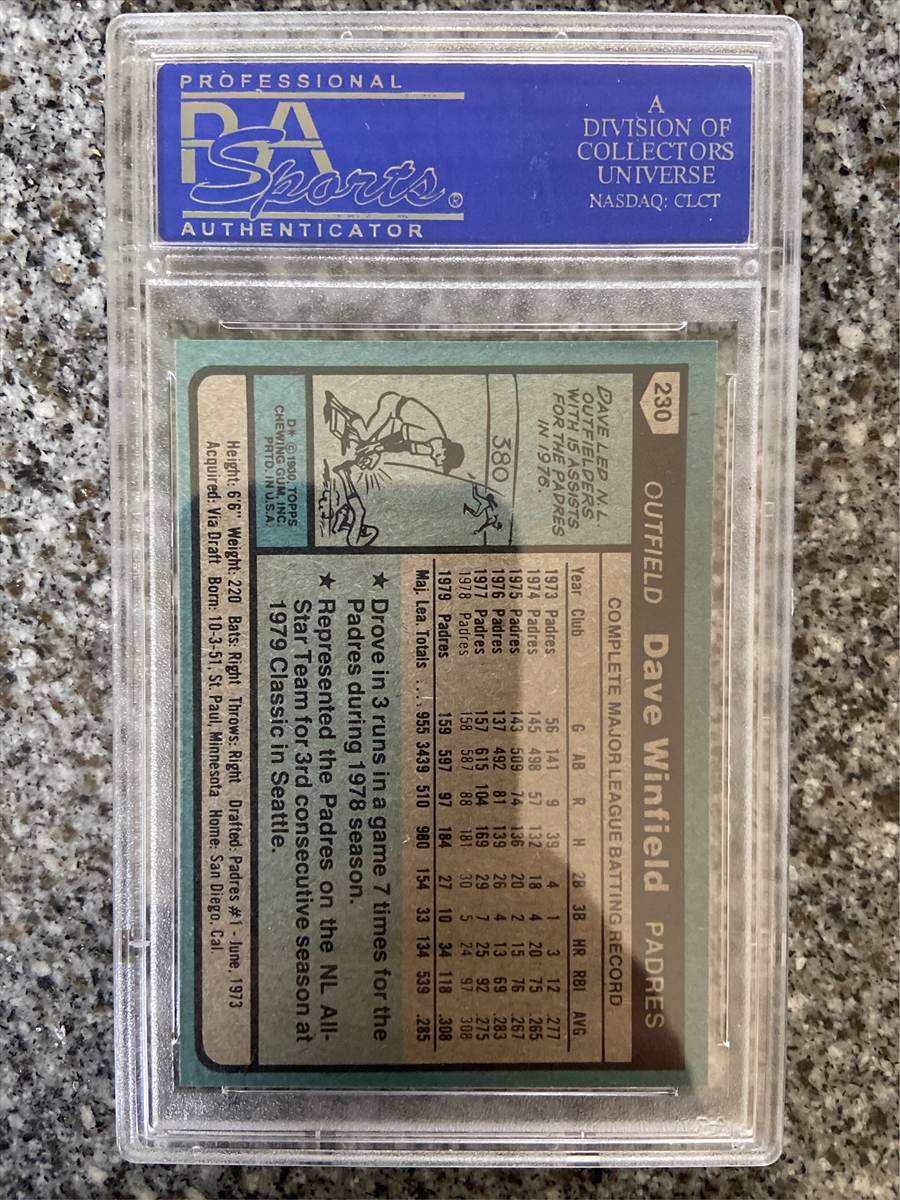 PROFESSIONAL
PSA
Sports®
AUTHENTICATOR
A
DIVISION OF
COLLECTORS
UNIVERSE
NASDAQ: CLCT
230
OUTFIELD Dave Winfield PADRES
DAVE LED N.L.
OUTFIELDERS
WITH 15 ASSISTS
FOR THE PADRES
IN 1976.
380
D* © 1980, TOPPS
CHEWING GUM, INC.
PRTD. IN U.S.A.
COMPLETE MAJOR LEAGUE BATTING RECORD
Year Club G AB R H 2B 3B HR RBI AVG.
1973 Padres 56 141 9 39 4 1 3 12 .277
1974 Padres 145 498 57 132 18 4 20 75 .265
1975 Padres 143 509 74 136 20 2 15 76 .267
1976 Padres 137 492 81 139 26 4 13 69 .283
1977 Padres 157 615 104 169 29 7 25 92 .275
1978 Padres 158 587 88 181 30 5 24 97 .308
1979 Padres 159 597 97 184 27 10 34 118 .308
Maj. Lea. Totals . . . 955 3439 510 980 154 33 134 539 .285
★ Drove in 3 runs in a game 7 times for the
Padres during 1978 season.
★ Represented the Padres on the NL All-
Star Team for 3rd consecutive season at
1979 Classic in Seattle.
Height: 6'6" Weight: 220 Bats: Right Throws: Right Drafted: Padres #1 - June, 1973
Acquired: Via Draft Born: 10-3-51, St. Paul, Minnesota Home: San Diego, Cal.